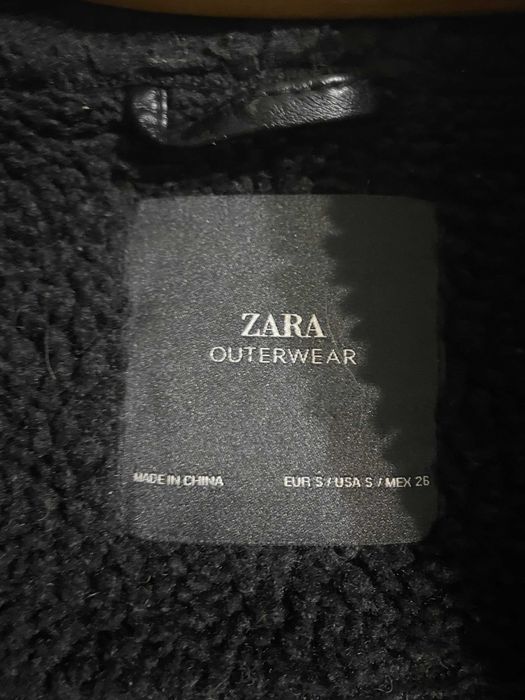 ZARA
OUTERWEAR
MADE IN CHINA
EUR S / USA S / MEX 26